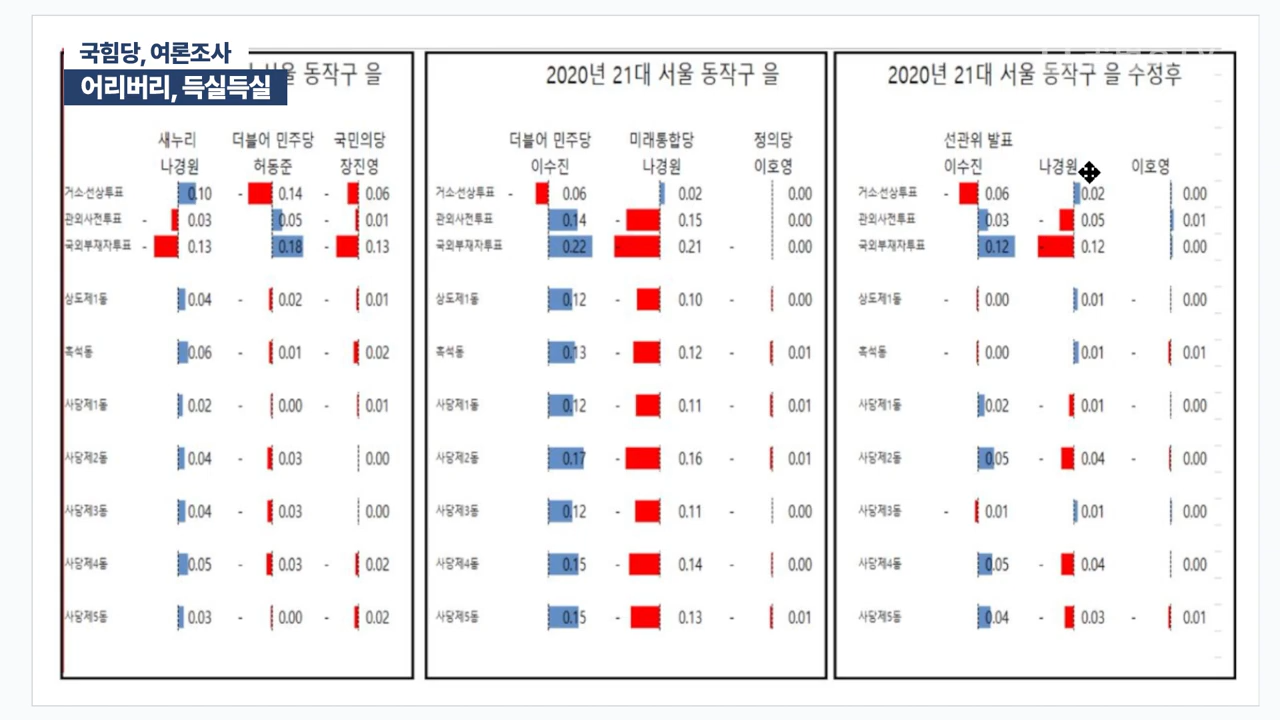 국힘당, 여론조사
어리버리, 득실득실
서울 동작구 을
새누리 더불어 민주당 국민의당
나경원 허동준 장진영
거소·선상투표 0.10 - 0.14 - 0.06
관외사전투표 - 0.03 0.05 - 0.01
국외부재자투표 - 0.13 0.18 - 0.13
상도제1동 0.04 - 0.02 - 0.01
흑석동 0.06 - 0.01 - 0.02
사당제1동 0.02 - 0.00 - 0.01
사당제2동 0.04 - 0.03 0.00
사당제3동 0.04 - 0.03 0.00
사당제4동 0.05 - 0.03 - 0.02
사당제5동 0.03 - 0.00 - 0.02
2020년 21대 서울 동작구 을
더불어 민주당 미래통합당 정의당
이수진 나경원 이호영
거소·선상투표 - 0.06 0.02 0.00
관외사전투표 0.14 - 0.15 0.00
국외부재자투표 0.22 - 0.21 - 0.00
상도제1동 0.12 - 0.10 - 0.00
흑석동 0.13 - 0.12 - 0.01
사당제1동 0.12 - 0.11 - 0.01
사당제2동 0.17 - 0.16 - 0.01
사당제3동 0.12 - 0.11 - 0.00
사당제4동 0.15 - 0.14 - 0.00
사당제5동 0.15 - 0.13 - 0.01
2020년 21대 서울 동작구 을 수정후
선관위 발표
이수진 나경원 이호영
거소·선상투표 - 0.06 0.02 0.00
관외사전투표 0.03 - 0.05 0.01
국외부재자투표 0.12 - 0.12 0.00
상도제1동 - 0.00 0.01 - 0.00
흑석동 - 0.00 0.01 - 0.01
사당제1동 0.02 - 0.01 - 0.00
사당제2동 0.05 - 0.04 - 0.00
사당제3동 - 0.01 0.01 0.00
사당제4동 0.05 - 0.04 0.00
사당제5동 0.04 - 0.03 - 0.01